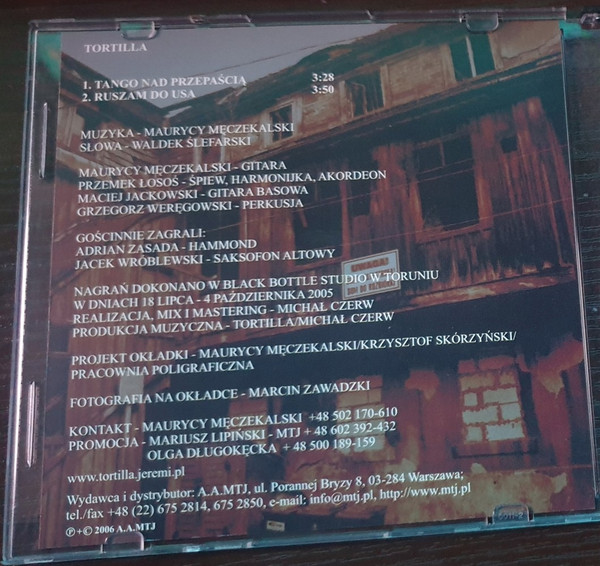 TORTILLA
1. TANGO NAD PRZEPAŚCIĄ 3:28
2. RUSZAM DO USA 3:50
MUZYKA - MAURYCY MĘCZEKALSKI
SŁOWA - WALDEK ŚLEFARSKI
MAURYCY MĘCZEKALSKI - GITARA
PRZEMEK ŁOSOŚ - ŚPIEW, HARMONIJKA, AKORDEON
MACIEJ JACKOWSKI - GITARA BASOWA
GRZEGORZ WERĘGOWSKI - PERKUSJA
GOŚCINNIE ZAGRALI:
ADRIAN ZASADA - HAMMOND
JACEK WRÓBLEWSKI - SAKSOFON ALTOWY
UWAGA!
NAGRAŃ DOKONANO W BLACK BOTTLE STUDIO W TORUNIU
W DNIACH 18 LIPCA - 4 PAŹDZIERNIKA 2005
REALIZACJA, MIX I MASTERING - MICHAŁ CZERW
PRODUKCJA MUZYCZNA - TORTILLA/MICHAŁ CZERW
PROJEKT OKŁADKI - MAURYCY MĘCZEKALSKI/KRZYSZTOF SKÓRZYŃSKI/
PRACOWNIA POLIGRAFICZNA
FOTOGRAFIA NA OKŁADCE - MARCIN ZAWADZKI
KONTAKT - MAURYCY MĘCZEKALSKI +48 502 170-610
PROMOCJA - MARIUSZ LIPIŃSKI - MTJ + 48 602 392-432
OLGA DŁUGOKĘCKA + 48 500 189-159
www.tortilla.jeremi.pl
Wydawca i dystrybutor: A.A.MTJ, ul. Porannej Bryzy 8, 03-284 Warszawa;
tel./fax +48 (22) 675 2814, 675 2850, e-mail: info@mtj.pl, http://www.mtj.pl
℗+© 2006 A.A.MTJ